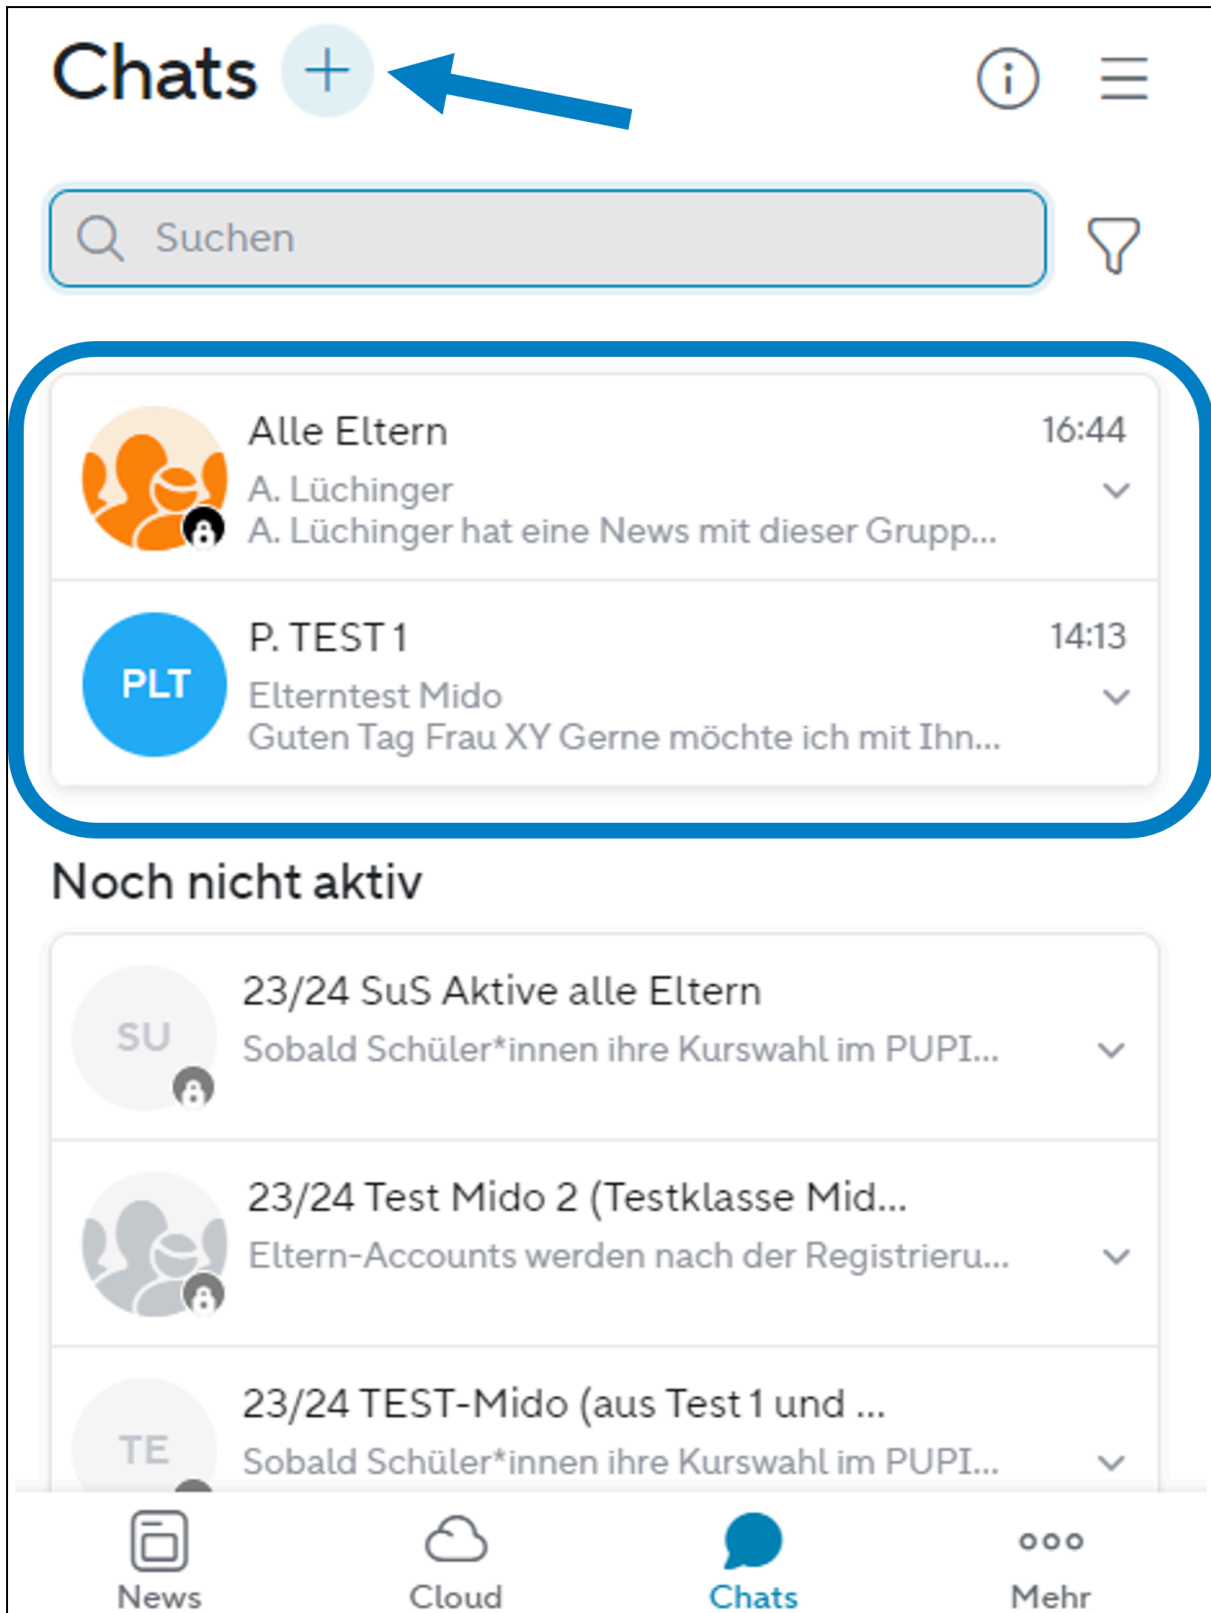 Chats
Suchen
Alle Eltern 16:44
A. Lüchinger
A. Lüchinger hat eine News mit dieser Grupp...
PLT
P. TEST 1 14:13
Elterntest Mido
Guten Tag Frau XY Gerne möchte ich mit Ihn...
Noch nicht aktiv
SU
23/24 SuS Aktive alle Eltern
Sobald Schüler*innen ihre Kurswahl im PUPI...
23/24 Test Mido 2 (Testklasse Mid...
Eltern-Accounts werden nach der Registrieru...
TE
23/24 TEST-Mido (aus Test 1 und ...
Sobald Schüler*innen ihre Kurswahl im PUPI...
News Cloud Chats Mehr